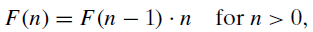 F(n) = F(n − 1) · n for n > 0,